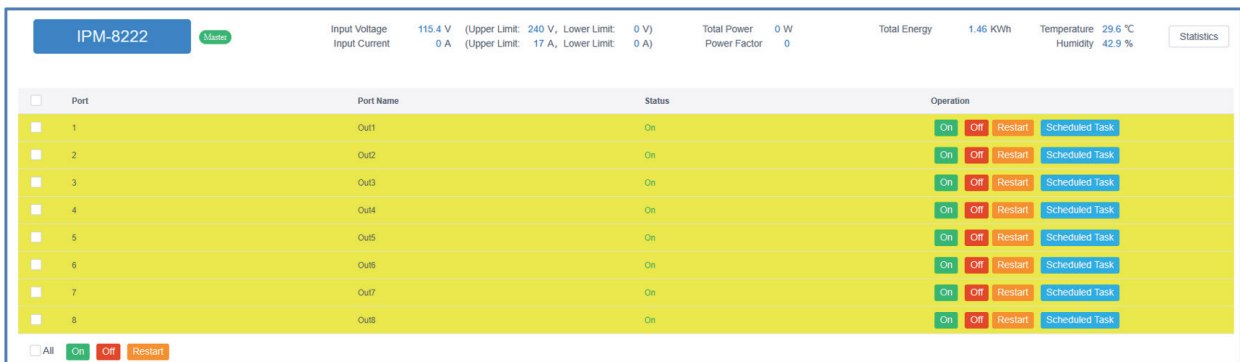 IPM-8222 Master Input Voltage 115.4 V (Upper Limit: 240 V, Lower Limit: 0 V) Total Power 0 W Total Energy 1.46 KWh Temperature 29.6 ℃ Statistics
Input Current 0 A (Upper Limit: 17 A, Lower Limit: 0 A) Power Factor 0 Humidity 42.9 %
Port Port Name Status Operation
1 Out1 On On Off Restart Scheduled Task
2 Out2 On On Off Restart Scheduled Task
3 Out3 On On Off Restart Scheduled Task
4 Out4 On On Off Restart Scheduled Task
5 Out5 On On Off Restart Scheduled Task
6 Out6 On On Off Restart Scheduled Task
7 Out7 On On Off Restart Scheduled Task
8 Out8 On On Off Restart Scheduled Task
All On Off Restart